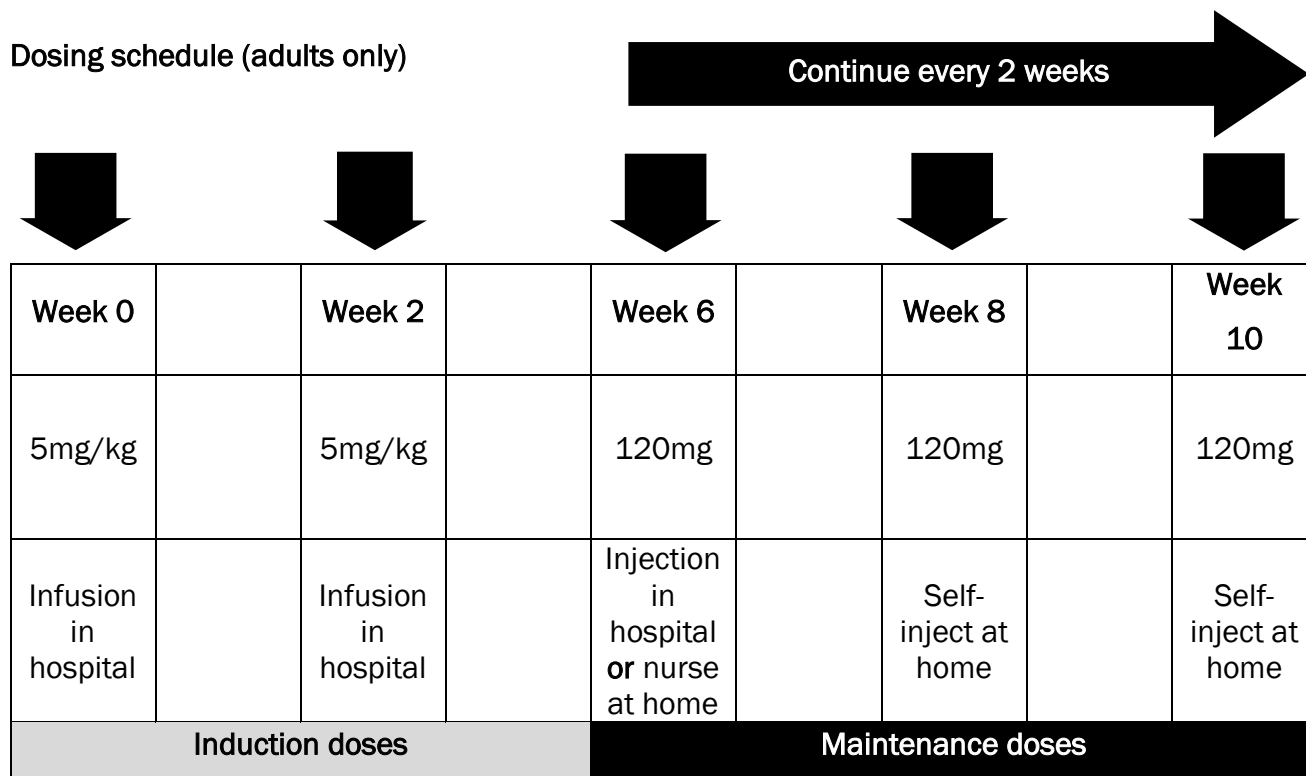 Dosing schedule (adults only)
Continue every 2 weeks
Week 0
Week 2
Week 6
Week 8
Week
10
5mg/kg
5mg/kg
120mg
120mg
120mg
Infusion
in
hospital
Infusion
in
hospital
Injection
in
hospital
or nurse
at home
Self-
inject at
home
Self-
inject at
home
Induction doses
Maintenance doses